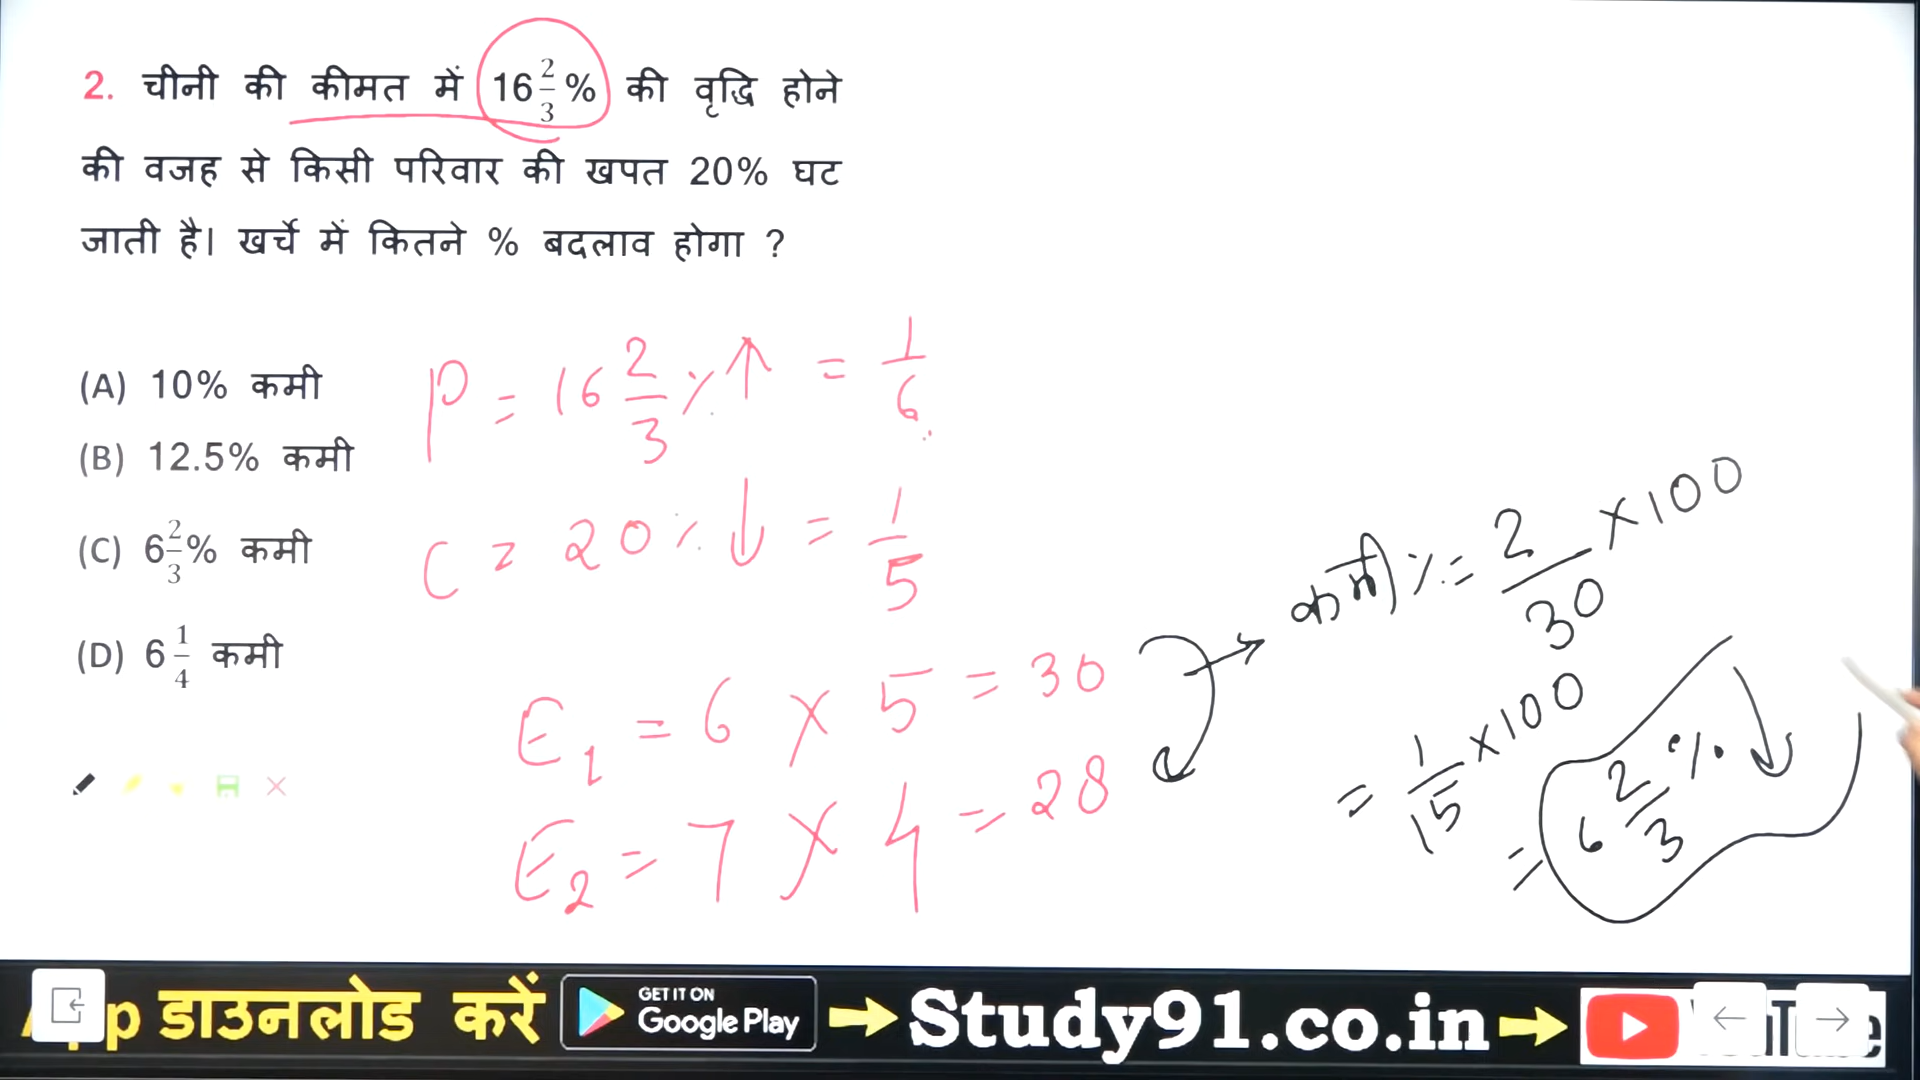 2. चीनी की कीमत में 16 2/3 % की वृद्धि होने
की वजह से किसी परिवार की खपत 20% घट
जाती है। खर्चे में कितने % बदलाव होगा ?
(A) 10% कमी
(B) 12.5% कमी
(C) 6 2/3 % कमी
(D) 6 1/4 कमी
P = 16 2/3 % ↑ = 1/6
C = 20% ↓ = 1/5
E1 = 6 × 5 = 30
E2 = 7 × 4 = 28
कमी % = 2/30 × 100
= 1/15 × 100
= 6 2/3 % ↓
डाउनलोड करें
GET IT ON
Google Play
Study91.co.in